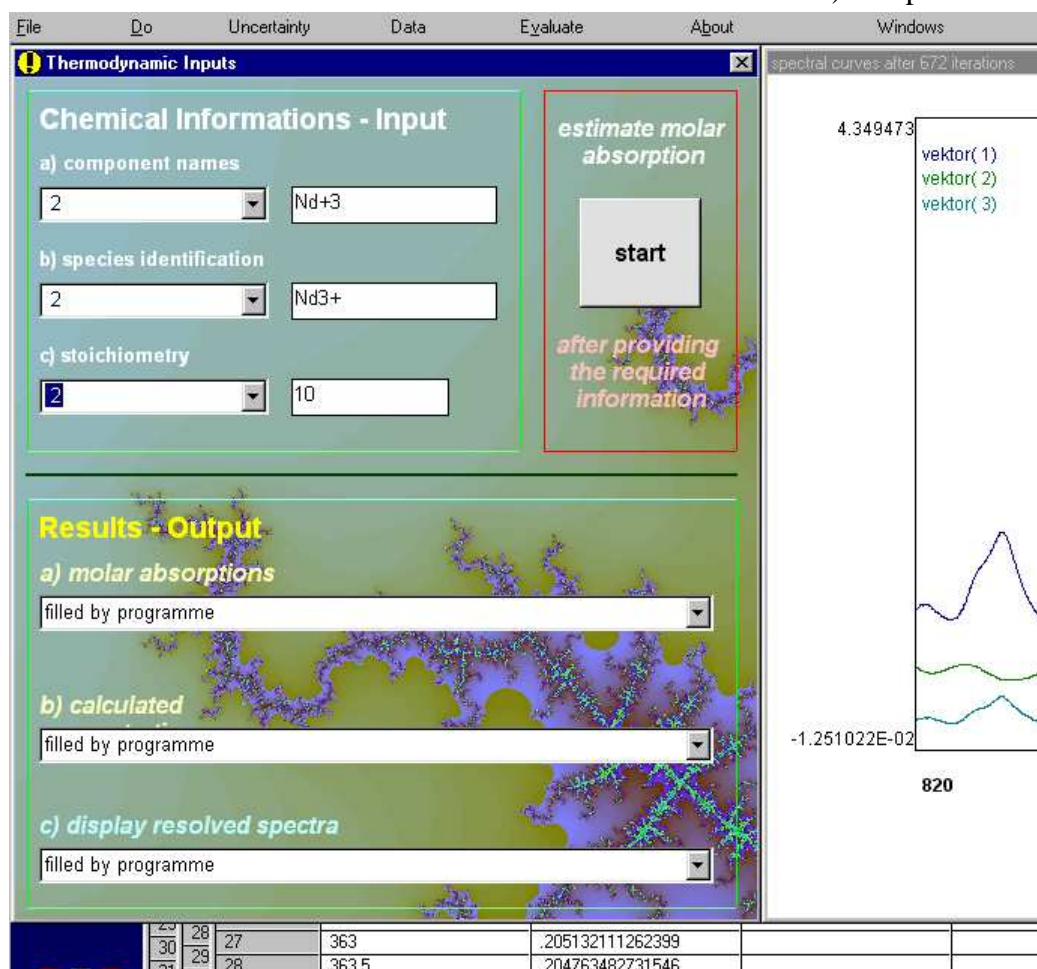 File Do Uncertainty Data Evaluate About Windows
Thermodynamic Inputs
Chemical Informations - Input
a) component names
2 Nd+3
b) species identification
2 Nd3+
c) stoichiometry
2 10
estimate molar
absorption
start
after providing
the required
information
Results - Output
a) molar absorptions
filled by programme
b) calculated
filled by programme
c) display resolved spectra
filled by programme
spectral curves after 672 iterations
4.349473
vektor( 1)
vektor( 2)
vektor( 3)
-1.251022E-02
820
30 28 27 363 .205132111262399
29 28 363.5 .204763482731546